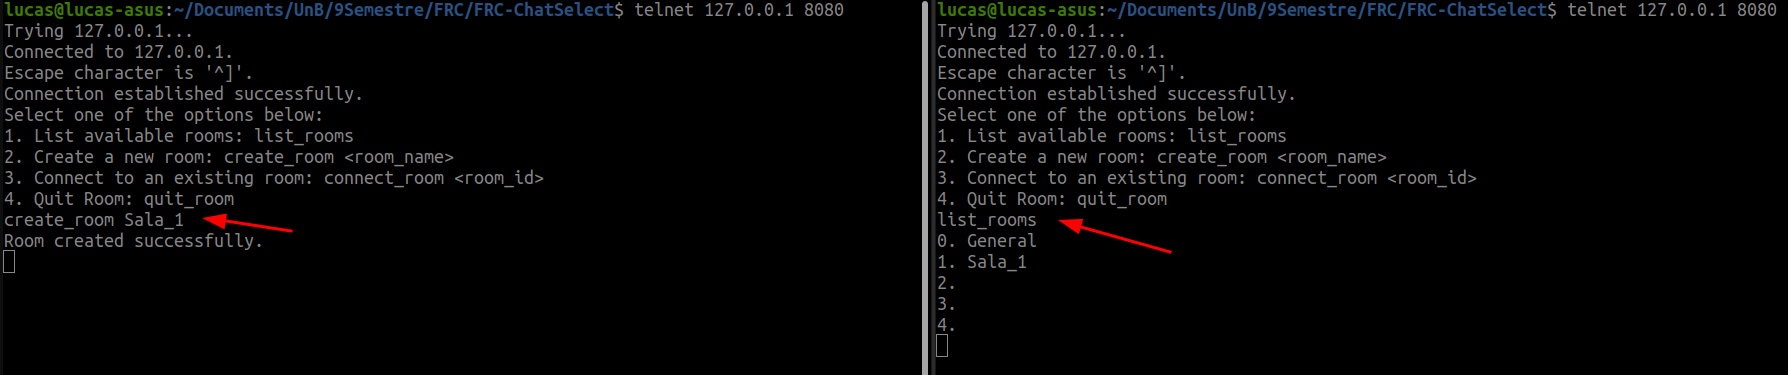 lucas@lucas-asus:~/Documents/UnB/9Semestre/FRC/FRC-ChatSelect$ telnet 127.0.0.1 8080
Trying 127.0.0.1...
Connected to 127.0.0.1.
Escape character is '^]'.
Connection established successfully.
Select one of the options below:
1. List available rooms: list_rooms
2. Create a new room: create_room <room_name>
3. Connect to an existing room: connect_room <room_id>
4. Quit Room: quit_room
create_room Sala_1
Room created successfully.
lucas@lucas-asus:~/Documents/UnB/9Semestre/FRC/FRC-ChatSelect$ telnet 127.0.0.1 8080
Trying 127.0.0.1...
Connected to 127.0.0.1.
Escape character is '^]'.
Connection established successfully.
Select one of the options below:
1. List available rooms: list_rooms
2. Create a new room: create_room <room_name>
3. Connect to an existing room: connect_room <room_id>
4. Quit Room: quit_room
list_rooms
0. General
1. Sala_1
2.
3.
4.